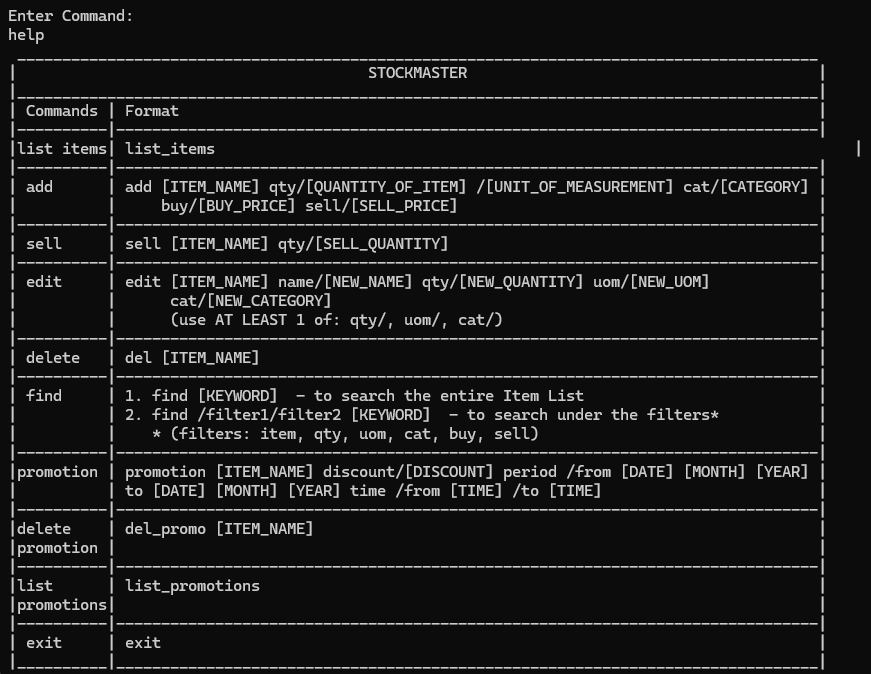 Enter Command:
help
STOCKMASTER
Commands | Format
list items| list_items |
add | add [ITEM_NAME] qty/[QUANTITY_OF_ITEM] /[UNIT_OF_MEASUREMENT] cat/[CATEGORY] |
buy/[BUY_PRICE] sell/[SELL_PRICE]
sell | sell [ITEM_NAME] qty/[SELL_QUANTITY]
edit | edit [ITEM_NAME] name/[NEW_NAME] qty/[NEW_QUANTITY] uom/[NEW_UOM]
cat/[NEW_CATEGORY]
(use AT LEAST 1 of: qty/, uom/, cat/)
delete | del [ITEM_NAME]
find | 1. find [KEYWORD] - to search the entire Item List
2. find /filter1/filter2 [KEYWORD] - to search under the filters*
* (filters: item, qty, uom, cat, buy, sell)
promotion | promotion [ITEM_NAME] discount/[DISCOUNT] period /from [DATE] [MONTH] [YEAR] |
to [DATE] [MONTH] [YEAR] time /from [TIME] /to [TIME]
delete | del_promo [ITEM_NAME]
promotion
list | list_promotions
promotions
exit | exit